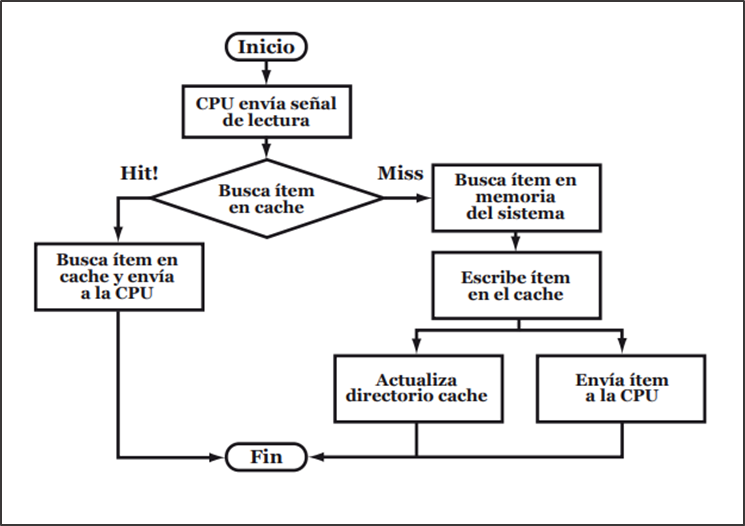 Inicio
CPU envía señal
de lectura
Hit!
Miss
Busca ítem
en cache
Busca ítem en
memoria
del sistema
Busca ítem en
cache y envía
a la CPU
Escribe ítem
en el cache
Actualiza
directorio cache
Envía ítem
a la CPU
Fin